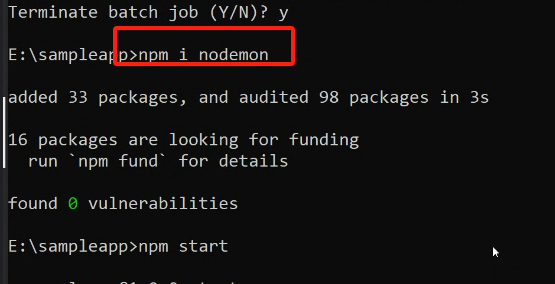 Terminate batch job (Y/N)? y
E:\sampleapp>npm i nodemon
added 33 packages, and audited 98 packages in 3s
16 packages are looking for funding
run `npm fund` for details
found 0 vulnerabilities
E:\sampleapp>npm start